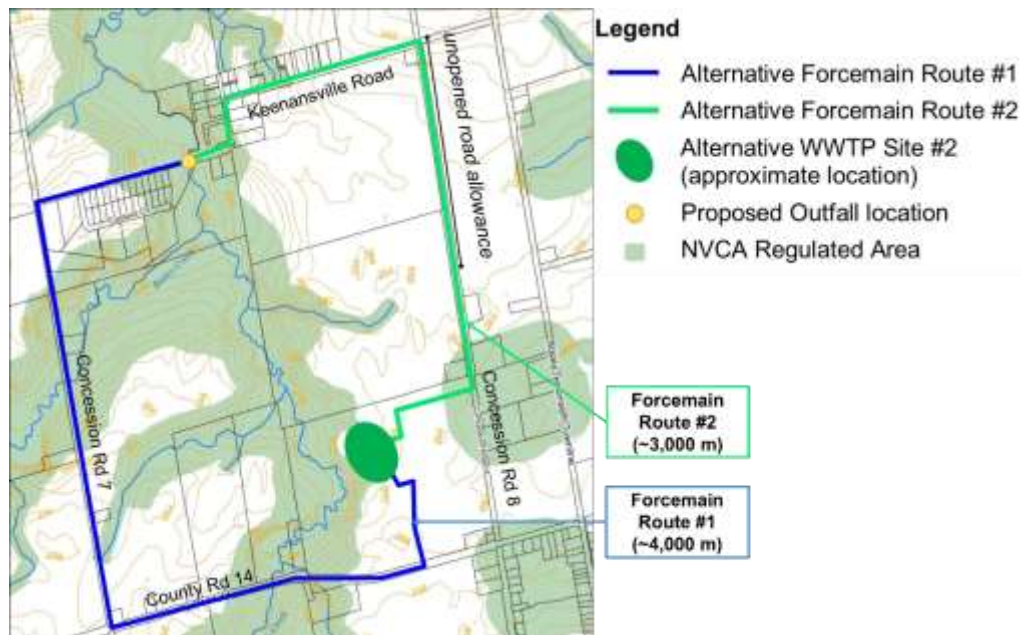 Keenansville Road
unopened road allowance
Concession Rd 7
Concession Rd 8
County Rd 14
Legend
Alternative Forcemain Route #1
Alternative Forcemain Route #2
Alternative WWTP Site #2
(approximate location)
Proposed Outfall location
NVCA Regulated Area
Forcemain
Route #2
(~3,000 m)
Forcemain
Route #1
(~4,000 m)